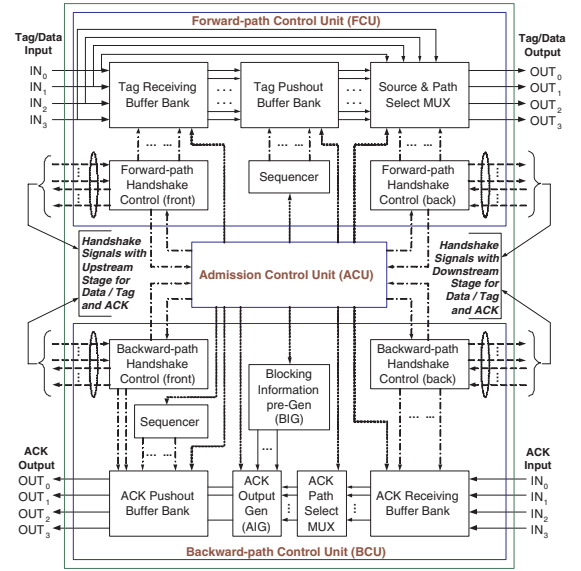 Forward-path Control Unit (FCU)
Tag/Data
Input
Tag/Data
Output
IN0
IN1
IN2
IN3
Tag Receiving
Buffer Bank
... ...
Tag Pushout
Buffer Bank
... ...
Source & Path
Select MUX
OUT0
OUT1
OUT2
OUT3
... ...
... ...
... ...
Forward-path
Handshake
Control (front)
Sequencer
Forward-path
Handshake
Control (back)
Handshake
Signals with
Upstream
Stage for
Data / Tag
and ACK
Admission Control Unit (ACU)
Handshake
Signals with
Downstream
Stage for
Data / Tag
and ACK
Backward-path
Handshake
Control (front)
Blocking
Information
pre-Gen
(BIG)
Backward-path
Handshake
Control (back)
Sequencer
... ...
...
... ...
ACK
Output
ACK
Input
OUT0
OUT1
OUT2
OUT3
ACK Pushout
Buffer Bank
ACK
Output
Gen
(AIG)
ACK
Path
Select
MUX
ACK Receiving
Buffer Bank
IN0
IN1
IN2
IN3
Backward-path Control Unit (BCU)